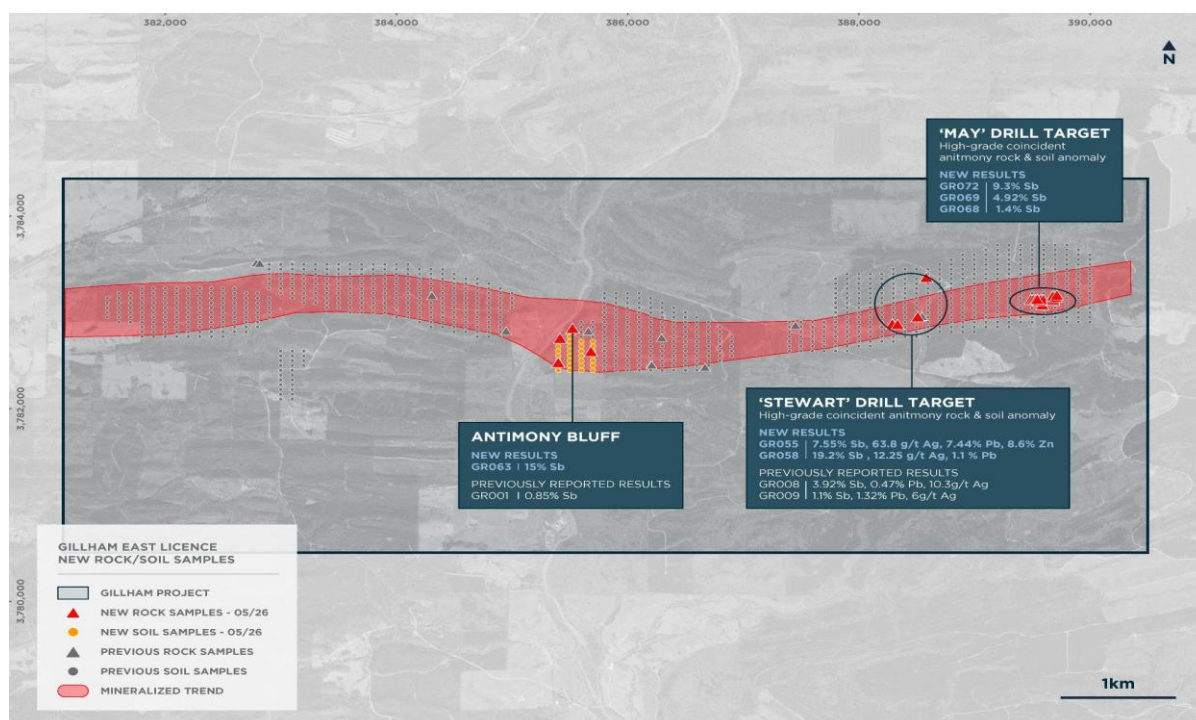 382,000
384,000
386,000
388,000
390,000
N
3,784,000
3,782,000
3,780,000
'MAY' DRILL TARGET
High-grade coincident
anitmony rock & soil anomaly
NEW RESULTS
GR072 | 9.3% Sb
GR069 | 4.92% Sb
GR068 | 1.4% Sb
'STEWART' DRILL TARGET
High-grade coincident anitmony rock & soil anomaly
NEW RESULTS
GR055 | 7.55% Sb, 63.8 g/t Ag, 7.44% Pb, 8.6% Zn
GR058 | 19.2% Sb , 12.25 g/t Ag, 1.1 % Pb
PREVIOUSLY REPORTED RESULTS
GR008 | 3.92% Sb, 0.47% Pb, 10.3g/t Ag
GR009 | 1.1% Sb, 1.32% Pb, 6g/t Ag
ANTIMONY BLUFF
NEW RESULTS
GR063 | 15% Sb
PREVIOUSLY REPORTED RESULTS
GR001 | 0.85% Sb
GILLHAM EAST LICENCE
NEW ROCK/SOIL SAMPLES
GILLHAM PROJECT
NEW ROCK SAMPLES - 05/26
NEW SOIL SAMPLES - 05/26
PREVIOUS ROCK SAMPLES
PREVIOUS SOIL SAMPLES
MINERALIZED TREND
1km